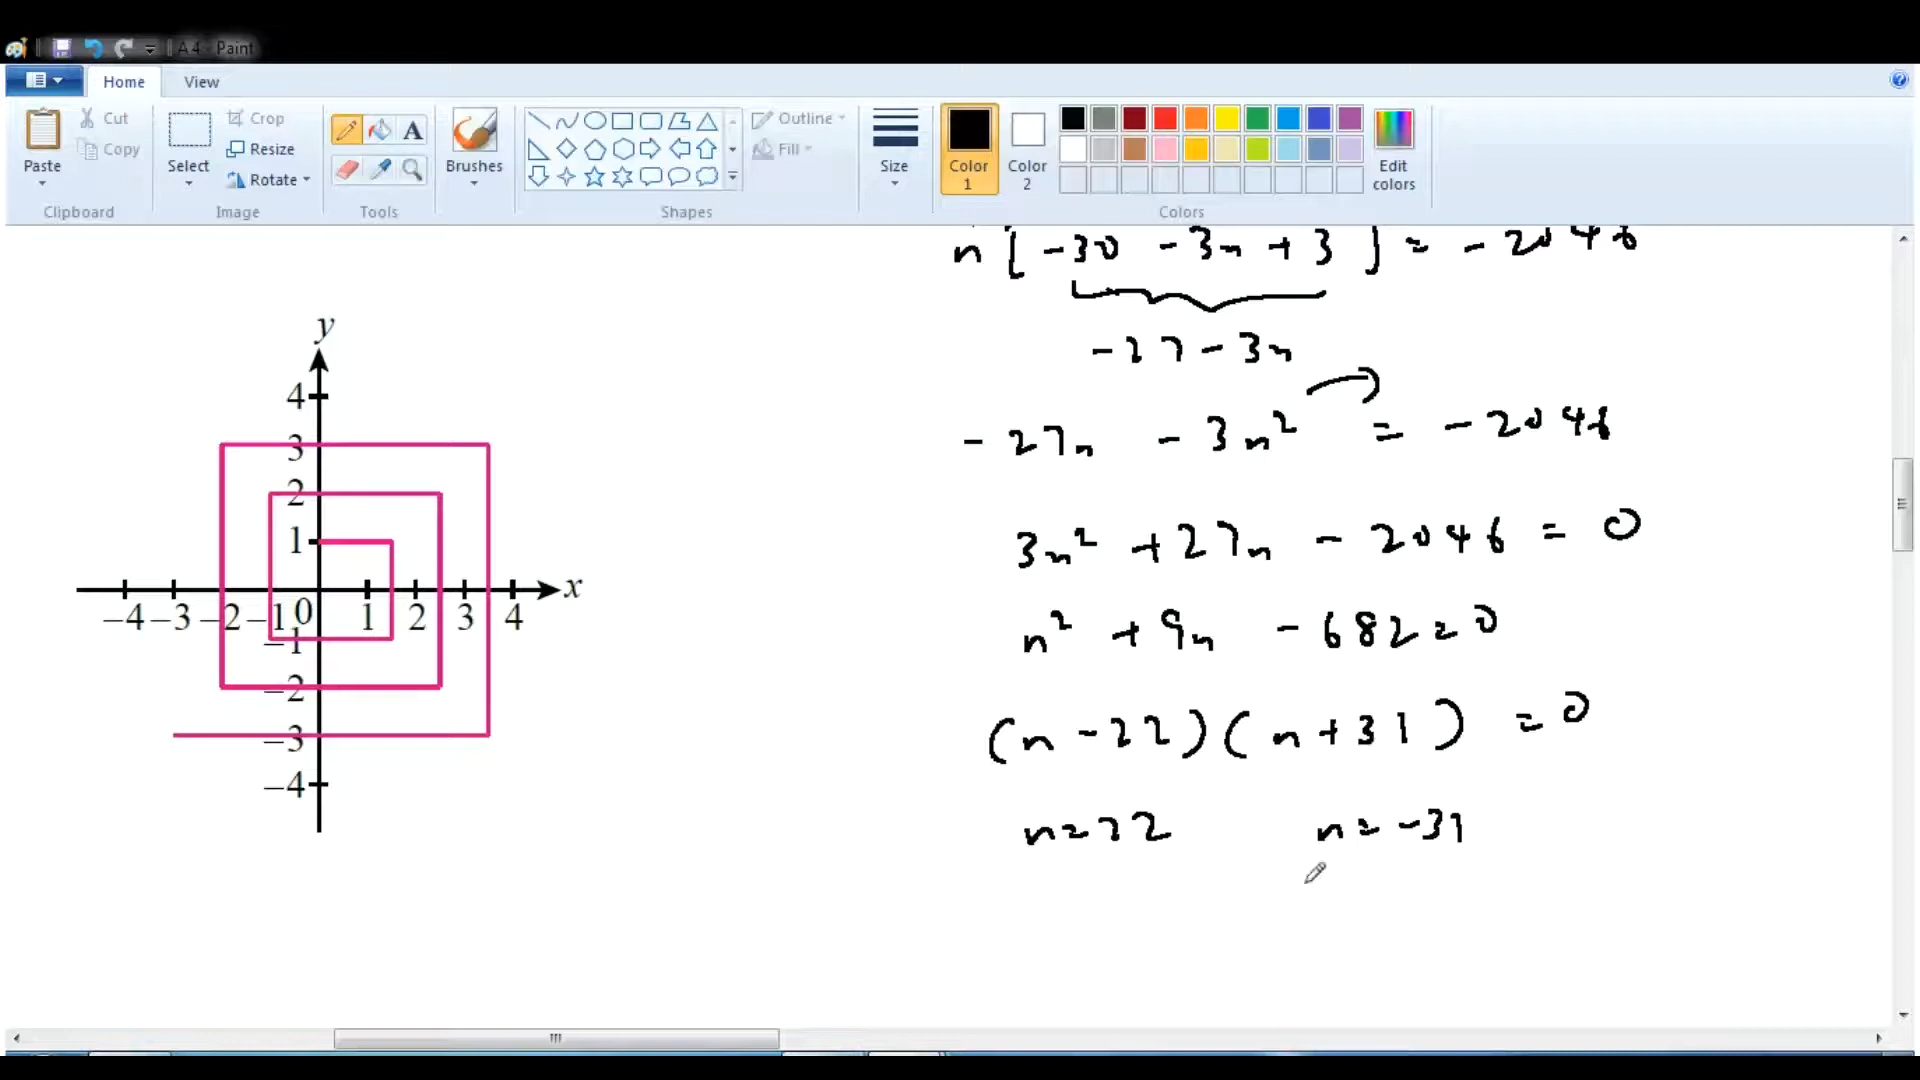 A 4 - Paint
Home View
Paste
Cut
Copy
Clipboard
Select
Crop
Resize
Rotate
Image
A
Tools
Brushes
Outline
Fill
Shapes
Size
Color 1
Color 2
Edit colors
Colors
y
4
3
2
1
-4 -3 -2 -1 0 1 2 3 4 x
-1
-2
-3
-4
n[-30 - 3n + 3] = -2046
-27 - 3n
-27n - 3n² = -2046
3n² + 27n - 2046 = 0
n² + 9n - 682 = 0
(n - 22)(n + 31) = 0
n = 22 n = -31